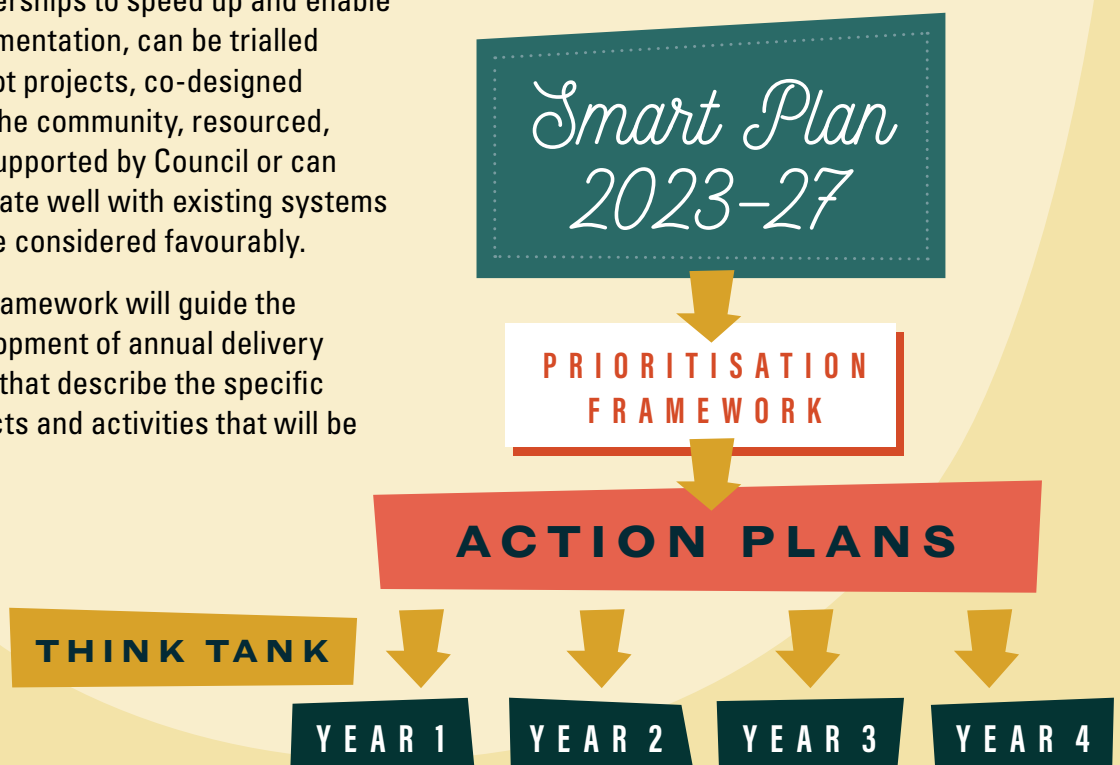 erships to speed up and enable
mentation, can be trialled
ot projects, co-designed
he community, resourced,
upported by Council or can
ate well with existing systems
e considered favourably.
amework will guide the
opment of annual delivery
that describe the specific
cts and activities that will be
Smart Plan
2023–27
PRIORITISATION
FRAMEWORK
ACTION PLANS
THINK TANK
YEAR 1
YEAR 2
YEAR 3
YEAR 4